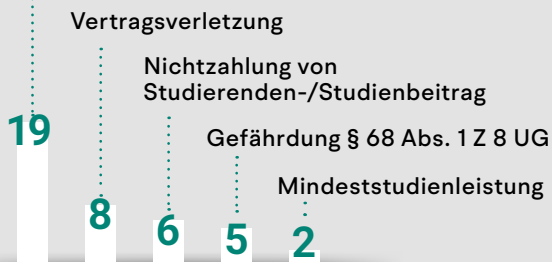 Vertragsverletzung
Nichtzahlung von
Studierenden-/Studienbeitrag
19
Gefährdung § 68 Abs. 1 Z 8 UG
Mindeststudienleistung
8
6
5
2